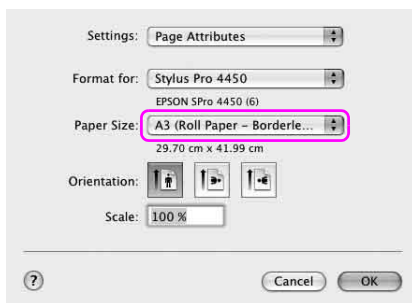 Settings: Page Attributes
Format for: Stylus Pro 4450
EPSON SPro 4450 (6)
Paper Size: A3 (Roll Paper – Borderle...
29.70 cm x 41.99 cm
Orientation:
Scale: 100 %
? Cancel OK